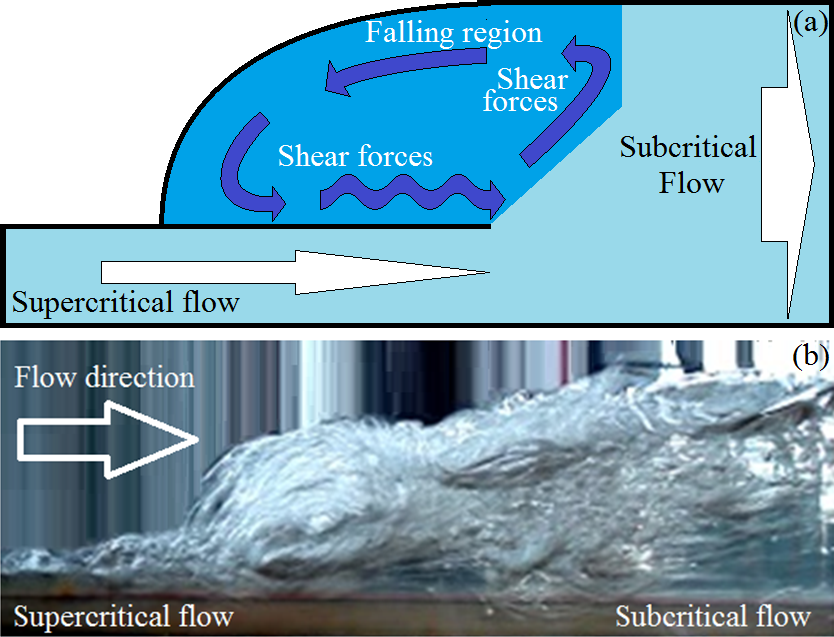 (a)
Falling region
Shear
forces
Shear forces
Subcritical
Flow
Supercritical flow
(b)
Flow direction
Supercritical flow
Subcritical flow